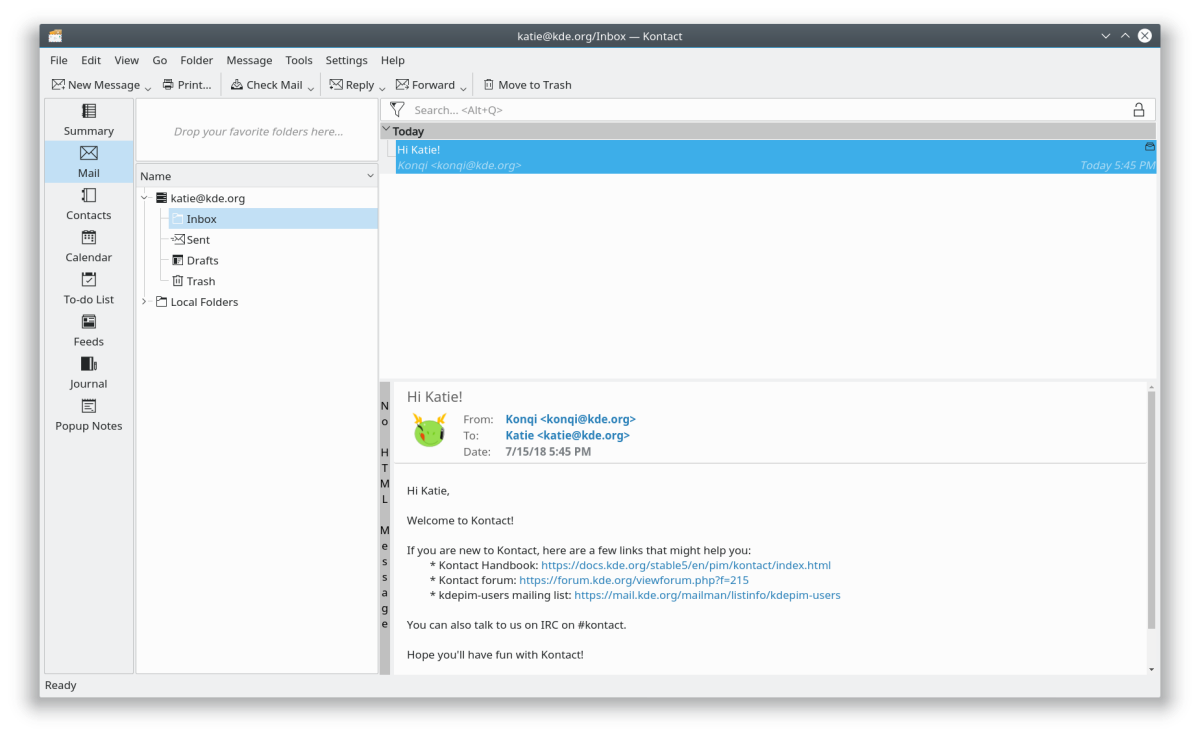 katie@kde.org/Inbox — Kontact
File Edit View Go Folder Message Tools Settings Help
New Message Print... Check Mail Reply Forward Move to Trash
Summary
Mail
Contacts
Calendar
To-do List
Feeds
Journal
Popup Notes
Drop your favorite folders here...
Name
katie@kde.org
Inbox
Sent
Drafts
Trash
Local Folders
Search... <Alt+Q>
Today
Hi Katie!
Konqi <konqi@kde.org> Today 5:45 PM
No HTML Message
Hi Katie!
From: Konqi <konqi@kde.org>
To: Katie <katie@kde.org>
Date: 7/15/18 5:45 PM
Hi Katie,
Welcome to Kontact!
If you are new to Kontact, here are a few links that might help you:
* Kontact Handbook: https://docs.kde.org/stable5/en/pim/kontact/index.html
* Kontact forum: https://forum.kde.org/viewforum.php?f=215
* kdepim-users mailing list: https://mail.kde.org/mailman/listinfo/kdepim-users
You can also talk to us on IRC on #kontact.
Hope you'll have fun with Kontact!
Ready